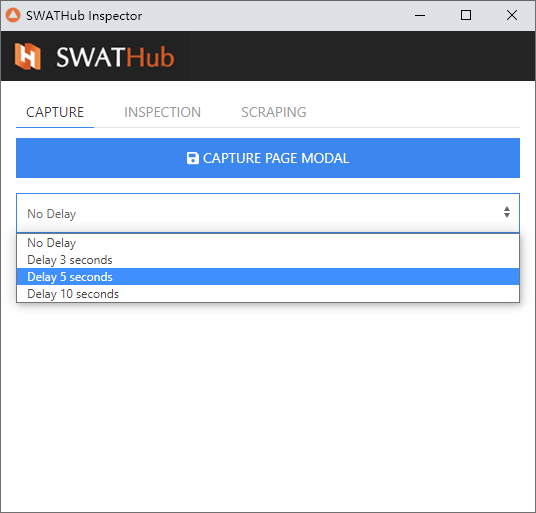 SWATHub Inspector
SWATHub
CAPTURE INSPECTION SCRAPING
CAPTURE PAGE MODAL
No Delay
No Delay
Delay 3 seconds
Delay 5 seconds
Delay 10 seconds